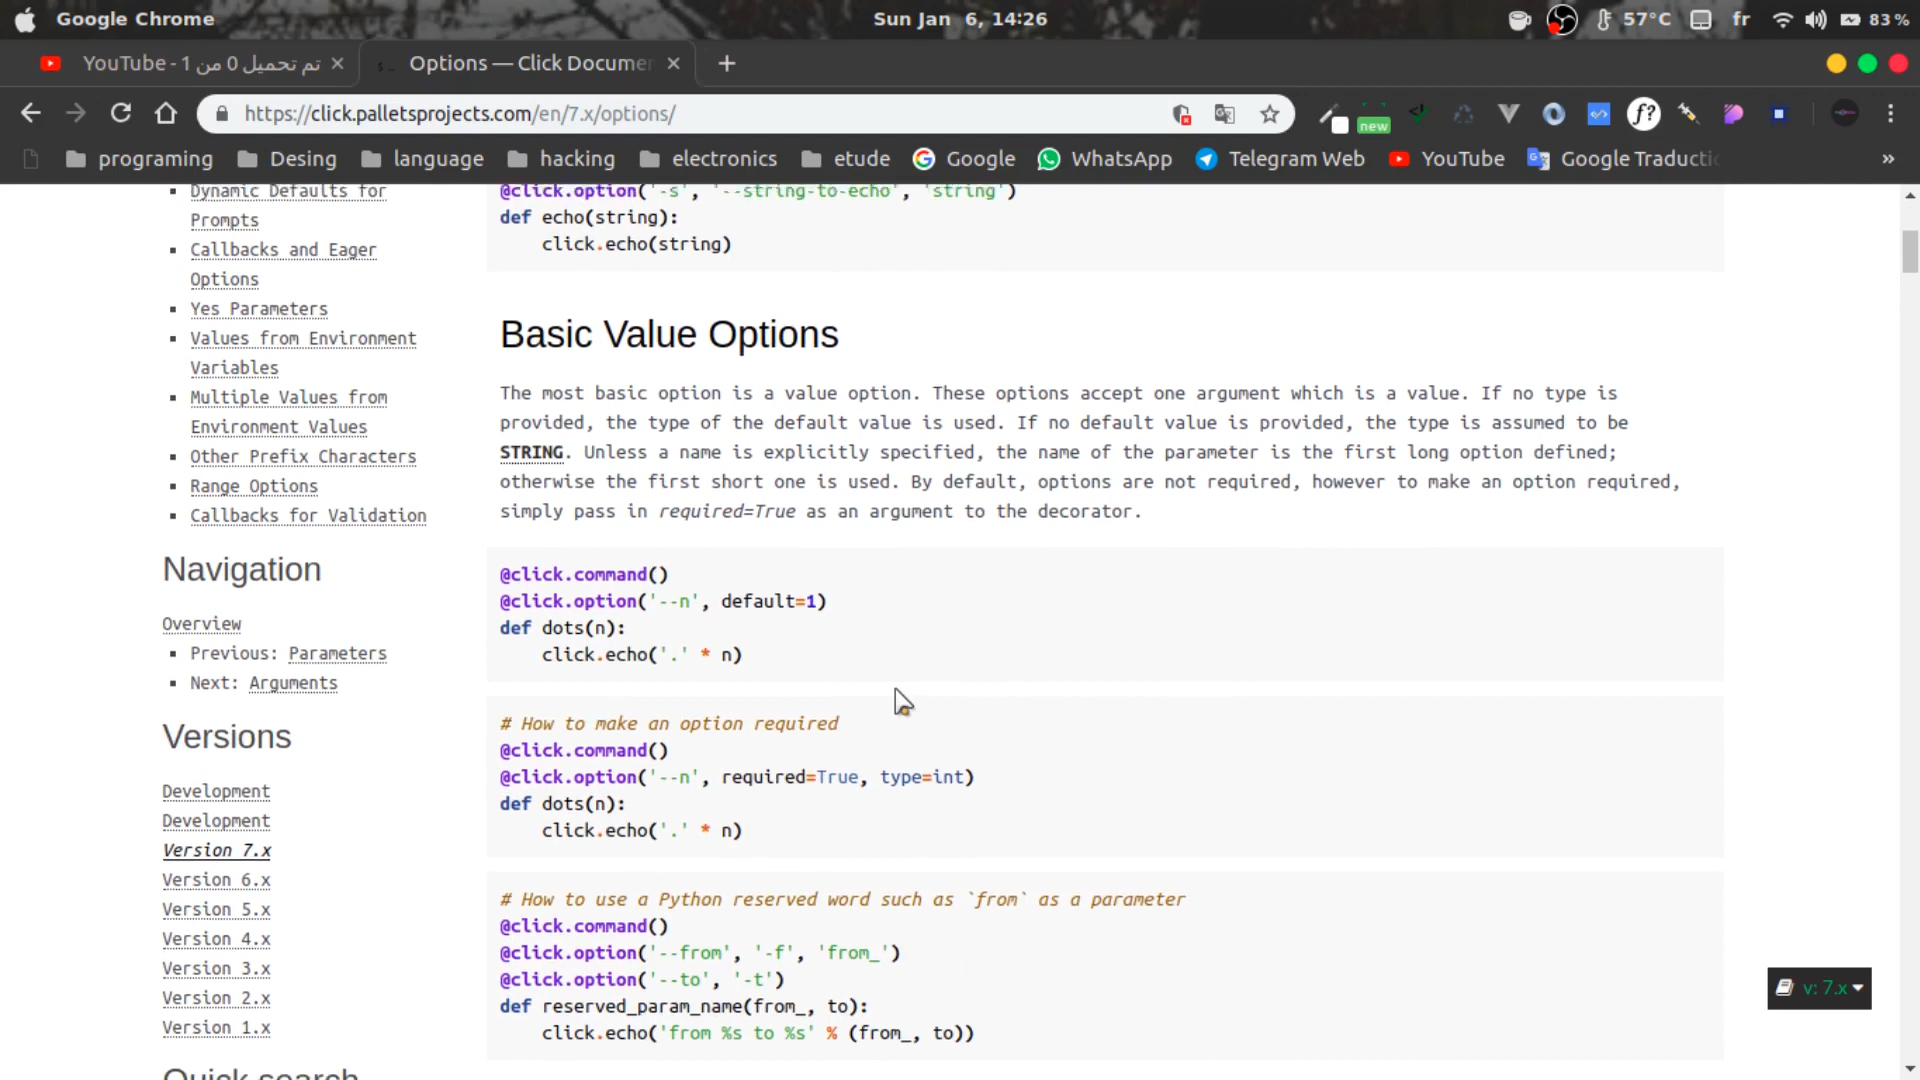 Google Chrome
Sun Jan 6, 14:26
57°C
fr
83 %
YouTube - تم تحميل 0 من 1
Options — Click Documen
https://click.palletsprojects.com/en/7.x/options/
f?
new
programing
Desing
language
hacking
electronics
etude
Google
WhatsApp
Telegram Web
YouTube
Google Traducti
»
Dynamic Defaults for
Prompts
Callbacks and Eager
Options
Yes Parameters
Values from Environment
Variables
Multiple Values from
Environment Values
Other Prefix Characters
Range Options
Callbacks for Validation
Navigation
Overview
Previous: Parameters
Next: Arguments
Versions
Development
Development
Version 7.x
Version 6.x
Version 5.x
Version 4.x
Version 3.x
Version 2.x
Version 1.x
Quick search
@click.option('-s', '--string-to-echo', 'string')
def echo(string):
    click.echo(string)
Basic Value Options
The most basic option is a value option. These options accept one argument which is a value. If no type is
provided, the type of the default value is used. If no default value is provided, the type is assumed to be
STRING. Unless a name is explicitly specified, the name of the parameter is the first long option defined;
otherwise the first short one is used. By default, options are not required, however to make an option required,
simply pass in required=True as an argument to the decorator.
@click.command()
@click.option('--n', default=1)
def dots(n):
    click.echo('.' * n)
# How to make an option required
@click.command()
@click.option('--n', required=True, type=int)
def dots(n):
    click.echo('.' * n)
# How to use a Python reserved word such as `from` as a parameter
@click.command()
@click.option('--from', '-f', 'from_')
@click.option('--to', '-t')
def reserved_param_name(from_, to):
    click.echo('from %s to %s' % (from_, to))
v: 7.x